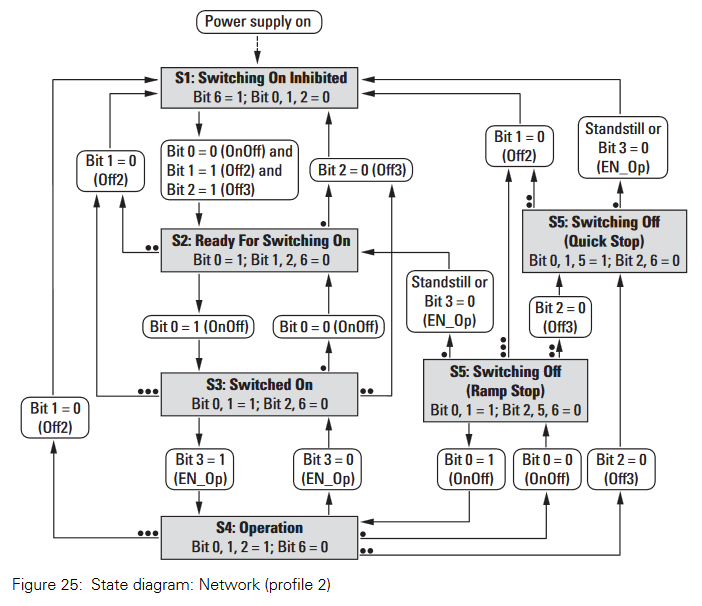 Power supply on
S1: Switching On Inhibited
Bit 6 = 1; Bit 0, 1, 2 = 0
Bit 0 = 0 (OnOff) and
Bit 1 = 1 (Off2) and
Bit 2 = 1 (Off3)
Bit 1 = 0
(Off2)
Bit 2 = 0 (Off3)
Bit 1 = 0
(Off2)
Standstill or
Bit 3 = 0
(EN_Op)
S2: Ready For Switching On
Bit 0 = 1; Bit 1, 2, 6 = 0
S5: Switching Off
(Quick Stop)
Bit 0, 1, 5 = 1; Bit 2, 6 = 0
Standstill or
Bit 3 = 0
(EN_Op)
Bit 2 = 0
(Off3)
Bit 0 = 1 (OnOff)
Bit 0 = 0 (OnOff)
S3: Switched On
Bit 0, 1 = 1; Bit 2, 6 = 0
S5: Switching Off
(Ramp Stop)
Bit 0, 1 = 1; Bit 2, 5, 6 = 0
Bit 1 = 0
(Off2)
Bit 3 = 1
(EN_Op)
Bit 3 = 0
(EN_Op)
Bit 0 = 1
(OnOff)
Bit 0 = 0
(OnOff)
Bit 2 = 0
(Off3)
S4: Operation
Bit 0, 1, 2 = 1; Bit 6 = 0
Figure 25: State diagram: Network (profile 2)